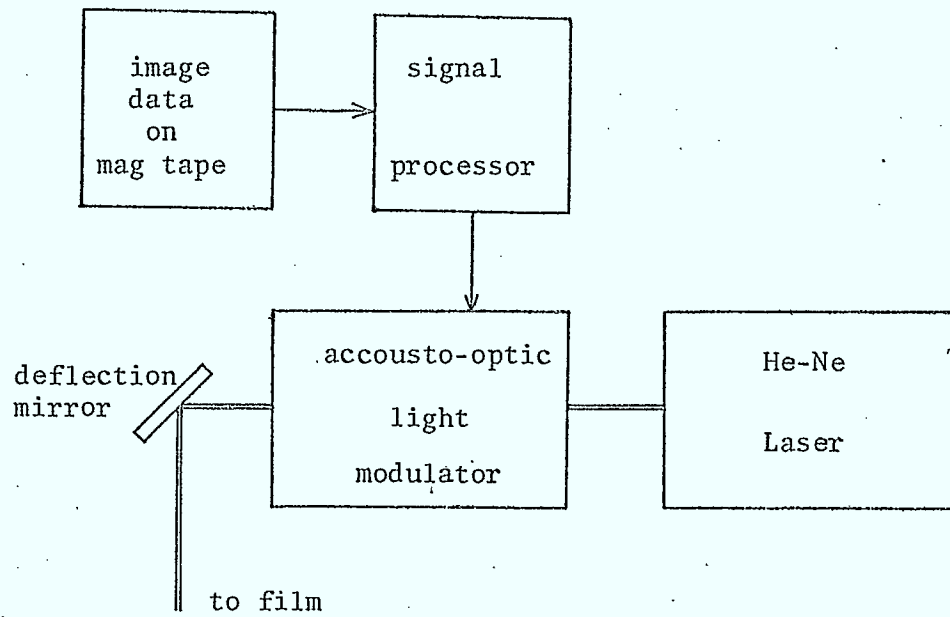 image
data
on
mag tape
signal
processor
accousto-optic
light
modulator
He-Ne
Laser
deflection
mirror
to film